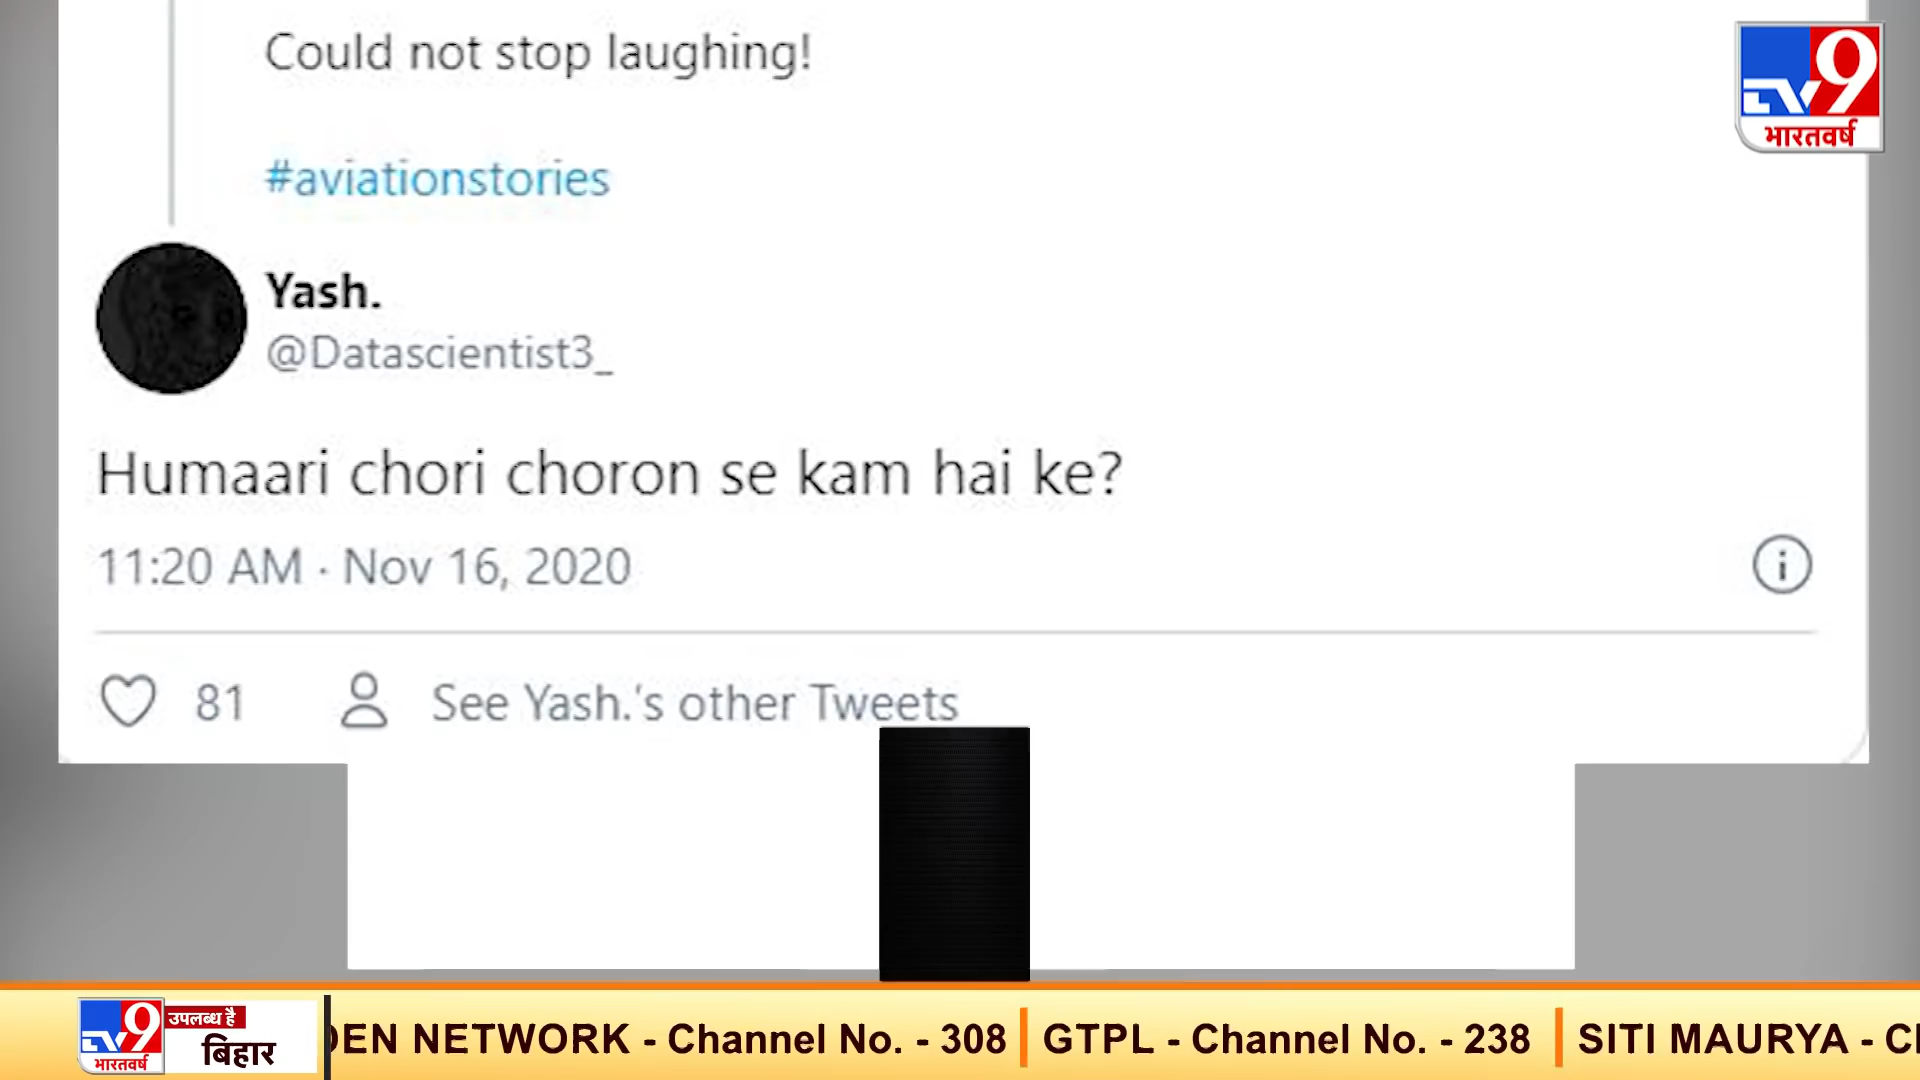 Could not stop laughing!
#aviationstories
TV9
भारतवर्ष
Yash.
@Datascientist3_
Humaari chori choron se kam hai ke?
11:20 AM · Nov 16, 2020
81 See Yash.'s other Tweets
TV9
भारतवर्ष
उपलब्ध है
बिहार
DEN NETWORK - Channel No. - 308 GTPL - Channel No. - 238 SITI MAURYA -